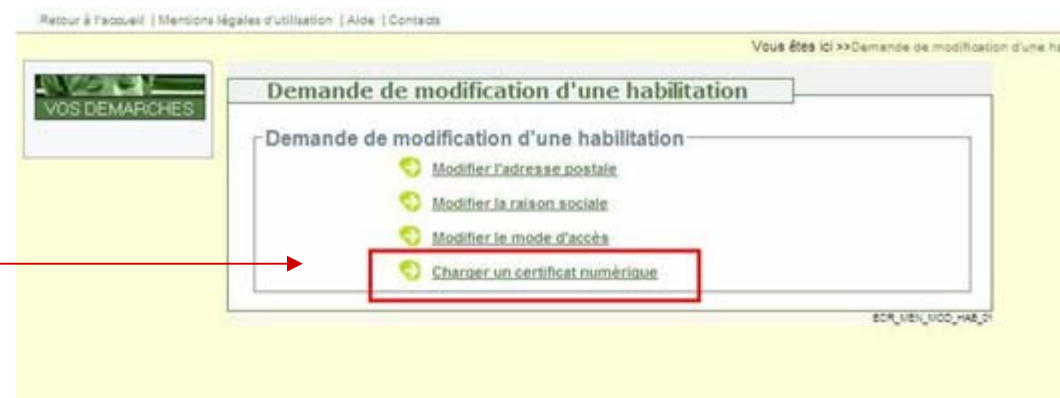 Retour à l'accueil | Mentions légales d'utilisation | Aide | Contacts
Vous êtes ici >>Demande de modification d'une ha
VOS DEMARCHES
Demande de modification d'une habilitation
Demande de modification d'une habilitation
Modifier l'adresse postale
Modifier la raison sociale
Modifier le mode d'accès
Charger un certificat numérique
ECR_MEN_MOD_HAB_01